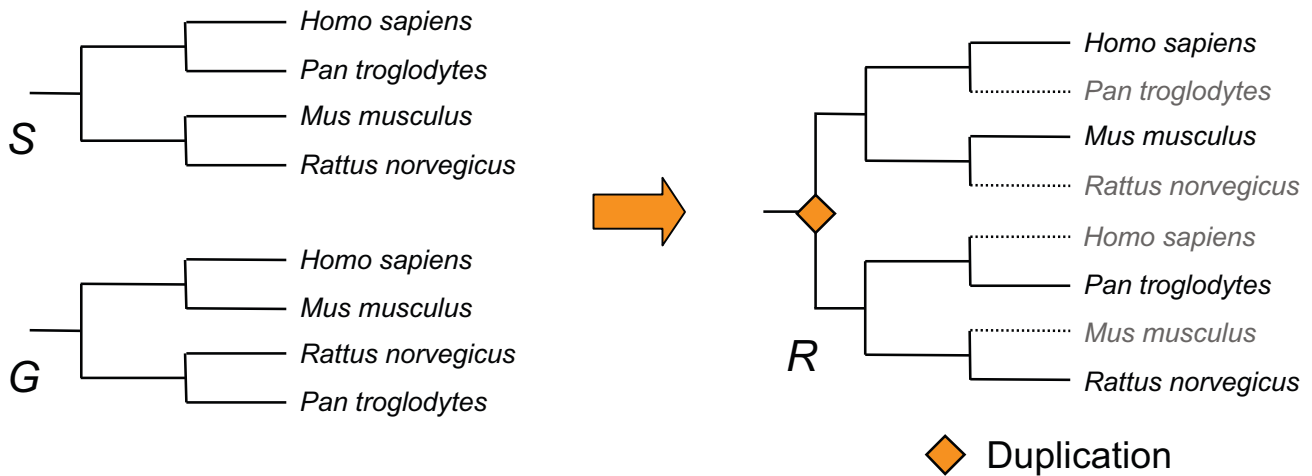 Homo sapiens
Pan troglodytes
Mus musculus
Rattus norvegicus
S
Homo sapiens
Mus musculus
Rattus norvegicus
Pan troglodytes
G
Homo sapiens
Pan troglodytes
Mus musculus
Rattus norvegicus
Homo sapiens
Pan troglodytes
Mus musculus
Rattus norvegicus
R
Duplication